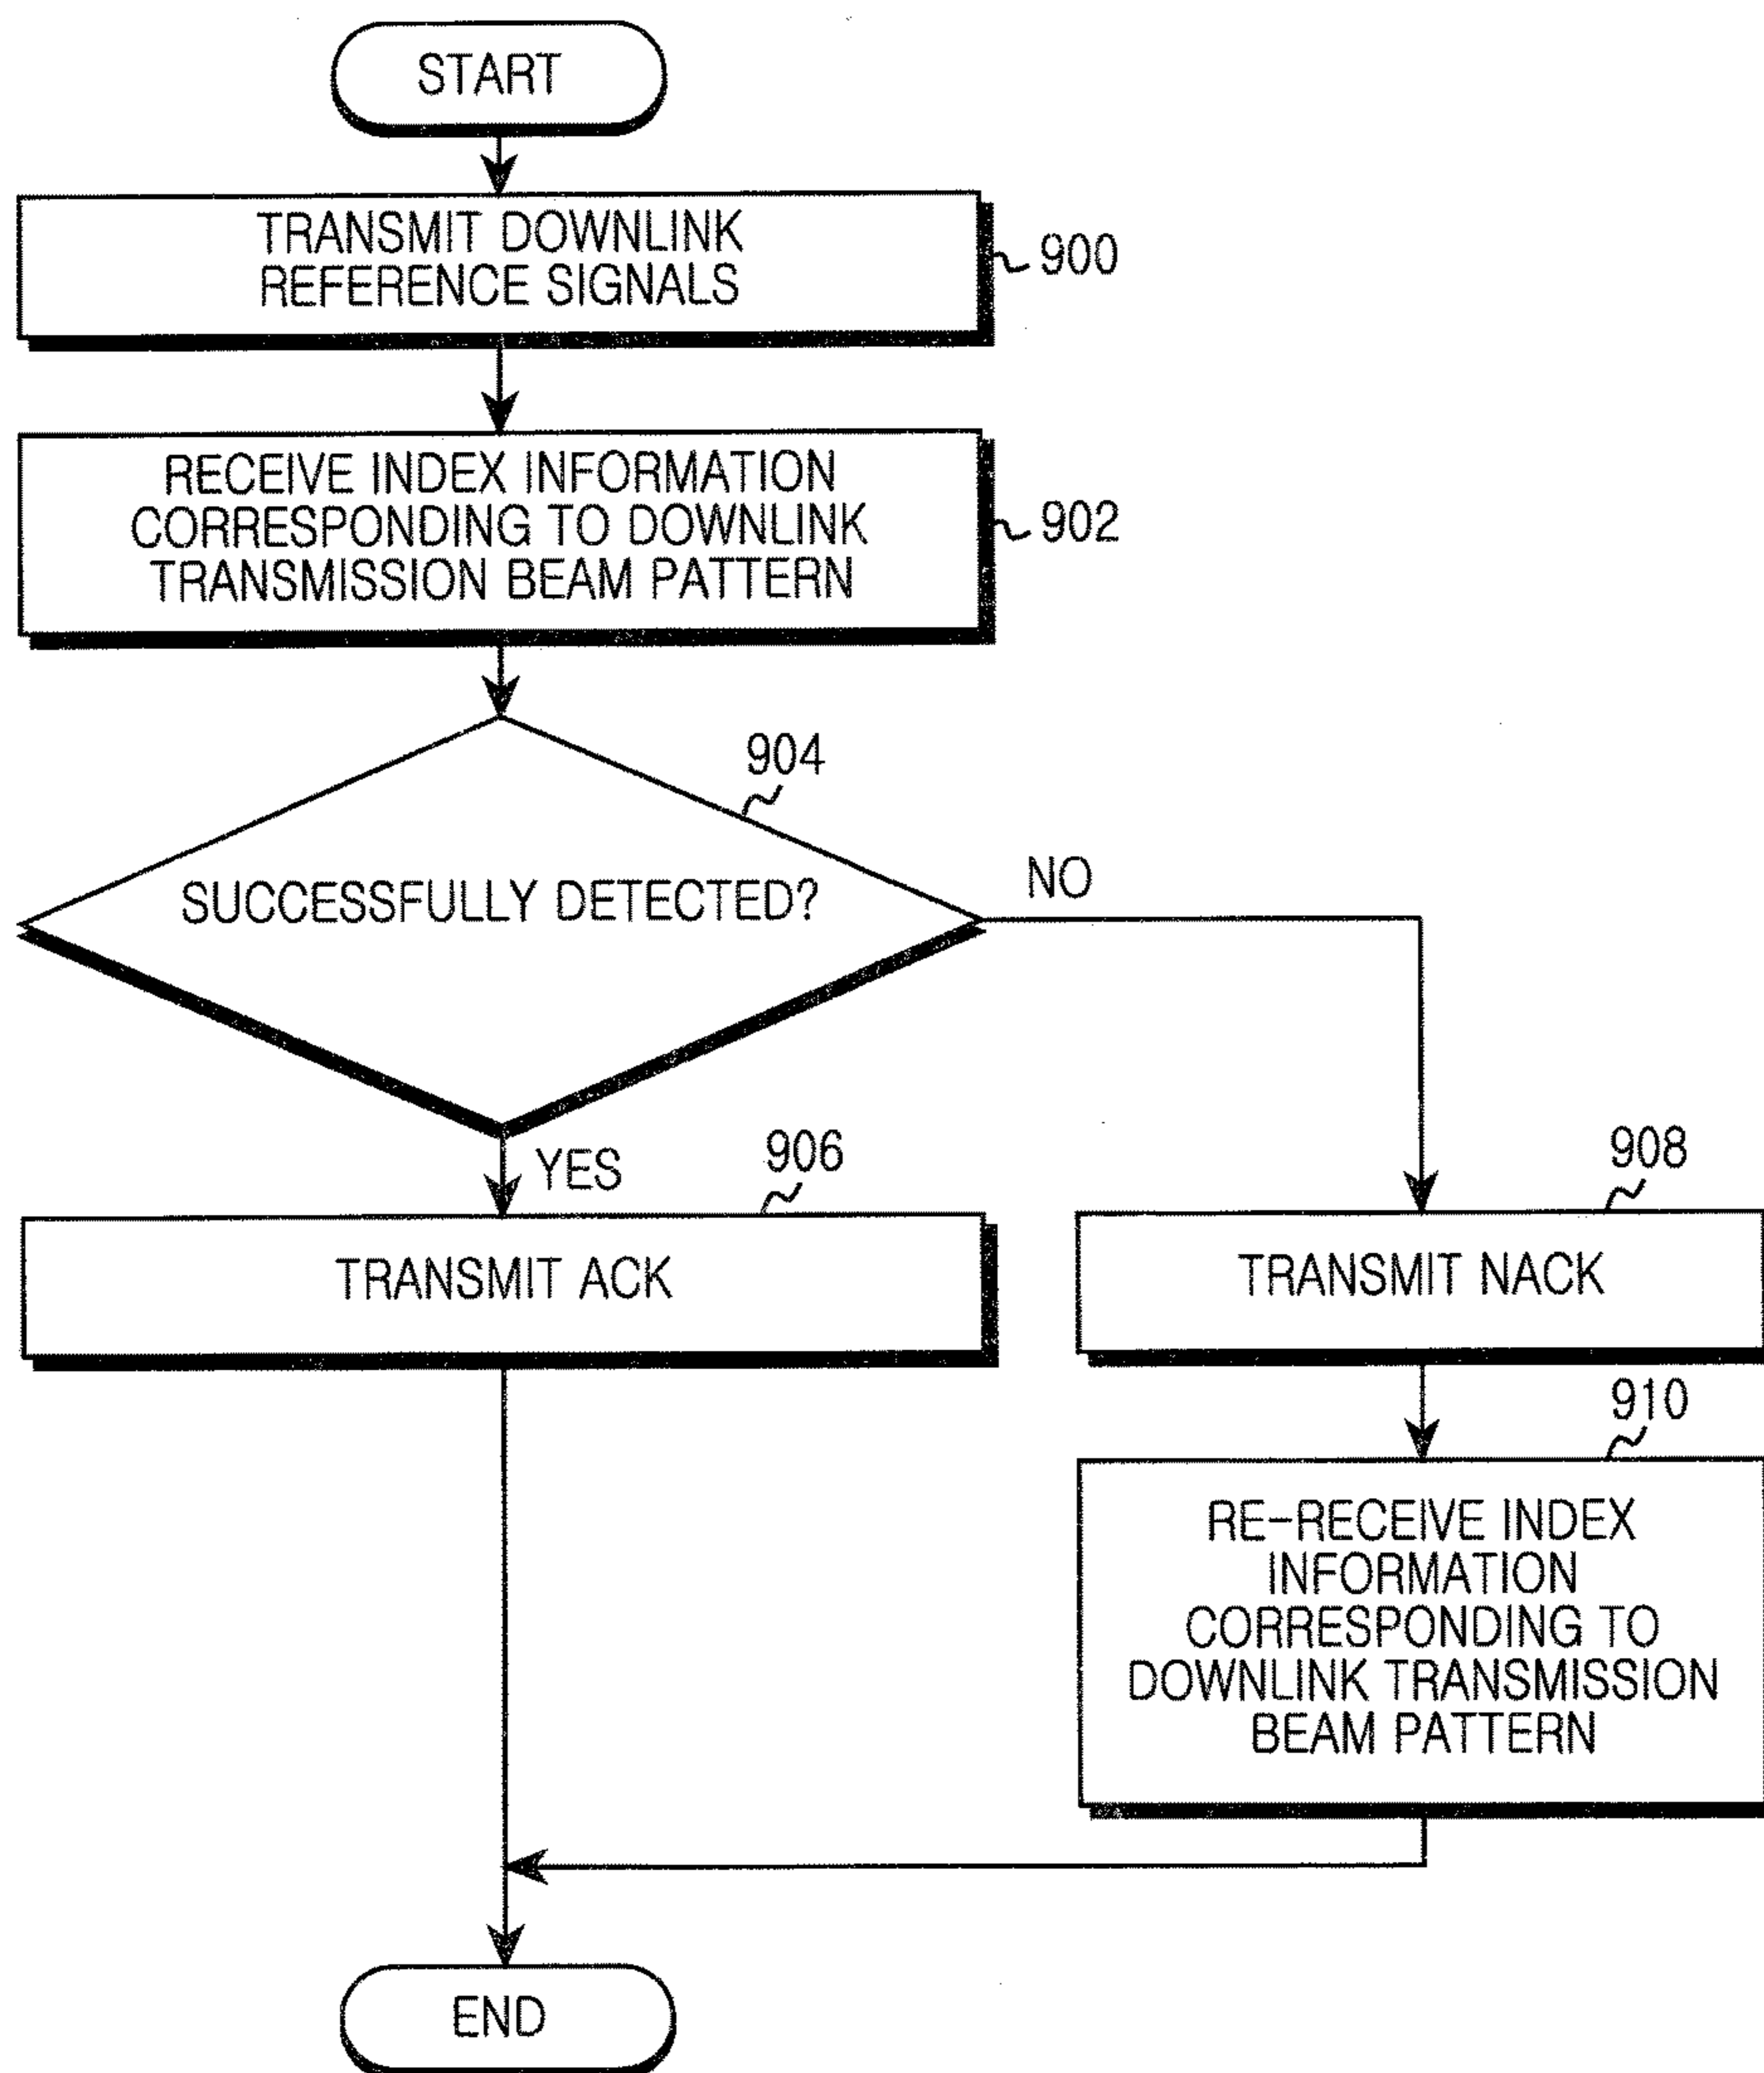 START
TRANSMIT DOWNLINK
REFERENCE SIGNALS
900
RECEIVE INDEX INFORMATION
CORRESPONDING TO DOWNLINK
TRANSMISSION BEAM PATTERN
902
904
SUCCESSFULLY DETECTED?
NO
YES
906
TRANSMIT ACK
908
TRANSMIT NACK
910
RE-RECEIVE INDEX
INFORMATION
CORRESPONDING TO
DOWNLINK TRANSMISSION
BEAM PATTERN
END